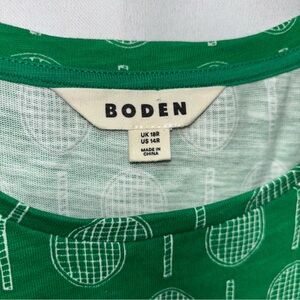 BODEN
UK 18R
US 14R
MADE IN
CHINA